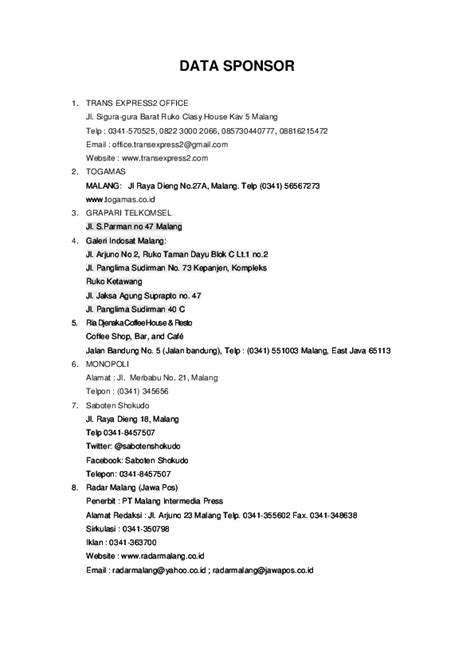 DATA SPONSOR
1. TRANS EXPRESS2 OFFICE
Jl. Sigura-gura Barat Ruko Clasy House Kav 5 Malang
Telp : 0341-570525, 0822 3000 2066, 085730440777, 08816215472
Email : office.transexpress2@gmail.com
Website : www.transexpress2.com
2. TOGAMAS
MALANG: Jl Raya Dieng No.27A, Malang. Telp (0341) 56567273
www.togamas.co.id
3. GRAPARI TELKOMSEL
Jl. S.Parman no 47 Malang
4. Galeri Indosat Malang:
Jl. Arjuno No 2, Ruko Taman Dayu Blok C Lt.1 no.2
Jl. Panglima Sudirman No. 73 Kepanjen, Kompleks
Ruko Ketawang
Jl. Jaksa Agung Suprapto no. 47
Jl. Panglima Sudirman 40 C
5. Ria Djenaka Coffee House & Resto
Coffee Shop, Bar, and Café
Jalan Bandung No. 5 (Jalan bandung), Telp : (0341) 551003 Malang, East Java 65113
6. MONOPOLI
Alamat : Jl. Merbabu No. 21, Malang
Telpon : (0341) 345656
7. Saboten Shokudo
Jl. Raya Dieng 18, Malang
Telp 0341-8457507
Twitter: @sabotenshokudo
Facebook: Saboten Shokudo
Telepon: 0341-8457507
8. Radar Malang (Jawa Pos)
Penerbit : PT Malang Intermedia Press
Alamat Redaksi : Jl. Arjuno 23 Malang Telp. 0341-355602 Fax. 0341-348638
Sirkulasi : 0341-350798
Iklan : 0341-363700
Website : www.radarmalang.co.id
Email : radarmalang@yahoo.co.id ; radarmalang@jawapos.co.id